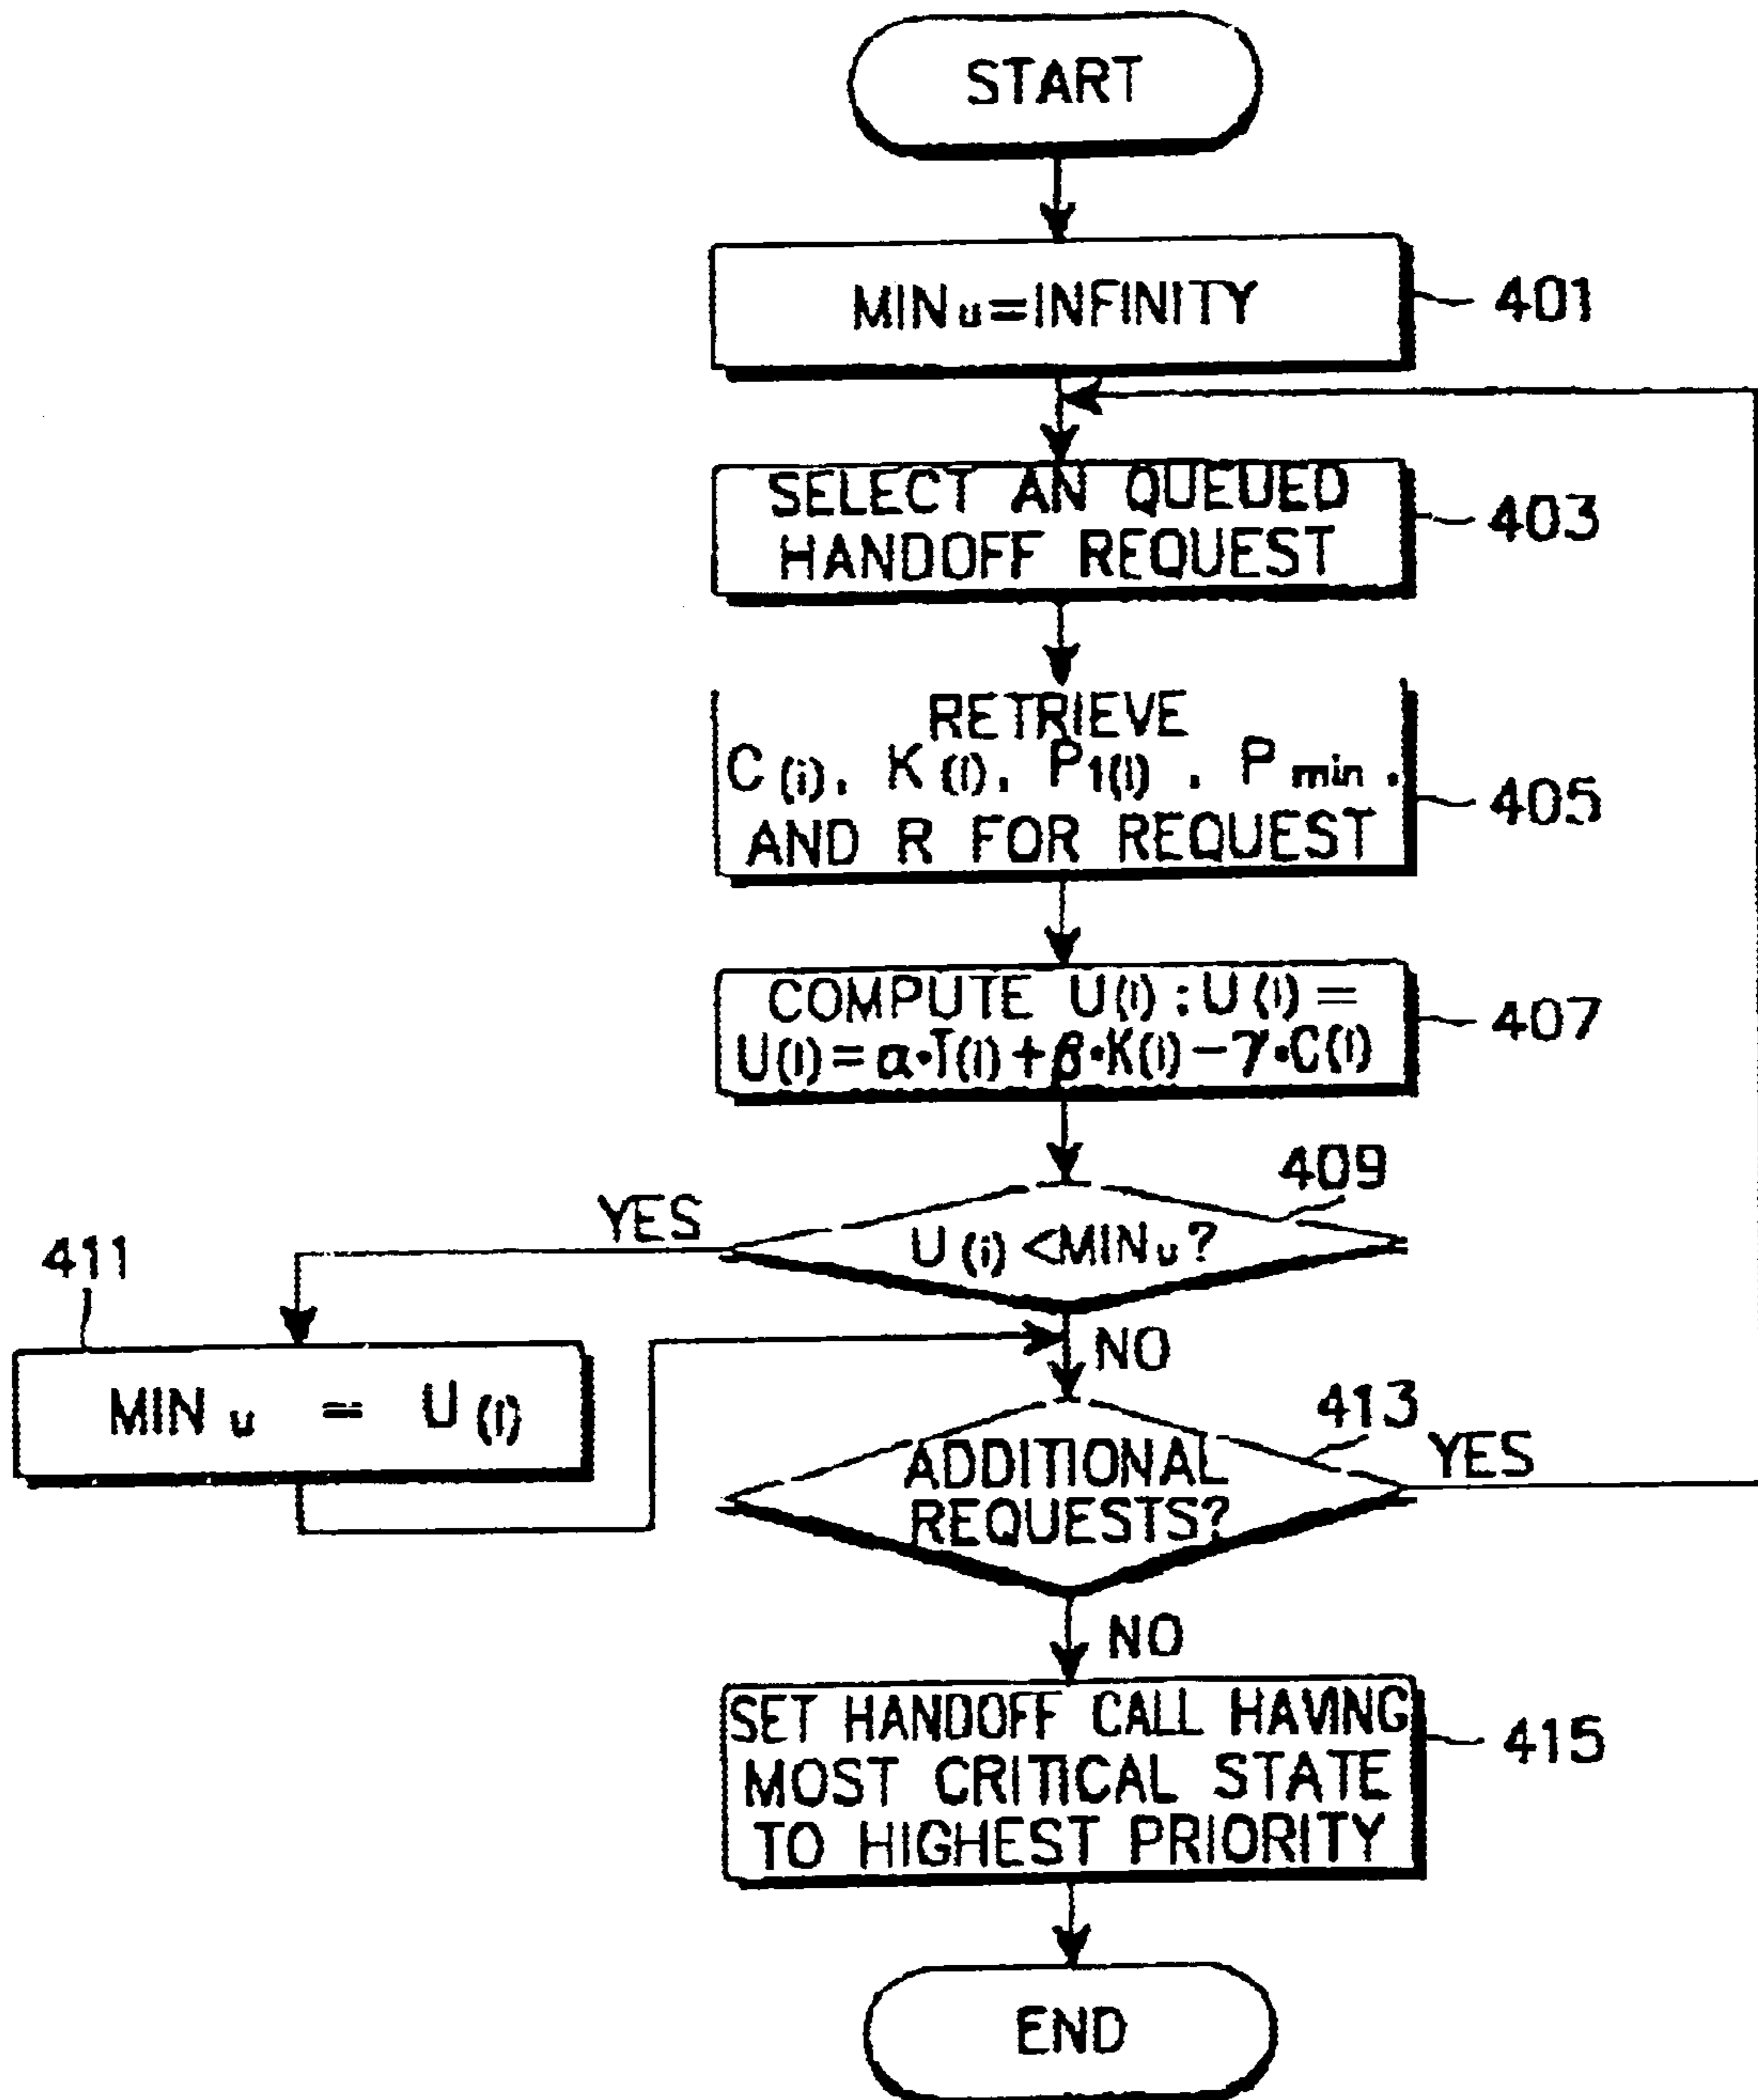 START
MINu=INFINITY
401
SELECT AN QUEUED
HANDOFF REQUEST
403
RETRIEVE
C(i), K(i), P1(i), Pmin,
AND R FOR REQUEST
405
COMPUTE U(i) : U(i) =
U(i)=α·T(i)+β·K(i)−γ·C(i)
407
409
YES
U(i)<MINu?
411
NO
MINu = U(i)
413
YES
ADDITIONAL
REQUESTS?
NO
SET HANDOFF CALL HAVING
MOST CRITICAL STATE
TO HIGHEST PRIORITY
415
END